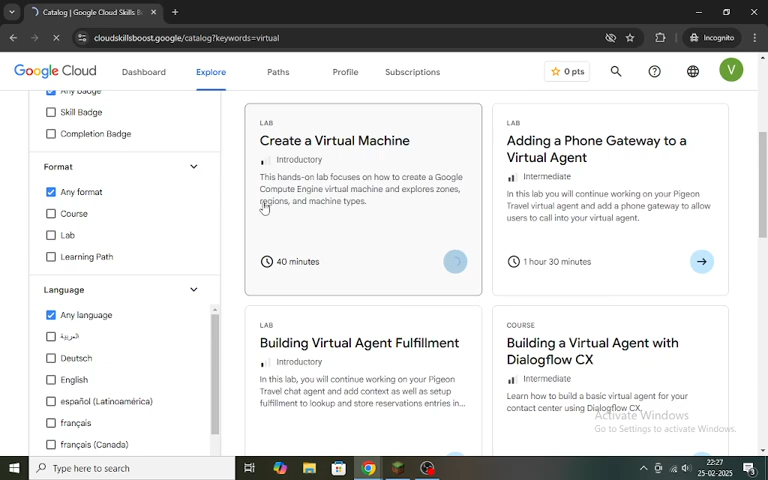 Catalog | Google Cloud Skills B
cloudskillsboost.google/catalog?keywords=virtual
Incognito
Google Cloud
Dashboard
Explore
Paths
Profile
Subscriptions
0 pts
V
Any badge
Skill Badge
Completion Badge
Format
Any format
Course
Lab
Learning Path
Language
Any language
العربية
Deutsch
English
español (Latinoamérica)
français
français (Canada)
LAB
Create a Virtual Machine
Introductory
This hands-on lab focuses on how to create a Google
Compute Engine virtual machine and explores zones,
regions, and machine types.
40 minutes
LAB
Adding a Phone Gateway to a
Virtual Agent
Intermediate
In this lab you will continue working on your Pigeon
Travel virtual agent and add a phone gateway to allow
users to call into your virtual agent.
1 hour 30 minutes
LAB
Building Virtual Agent Fulfillment
Introductory
In this lab, you will continue working on your Pigeon
Travel chat agent and add context as well as setup
fulfillment to lookup and store reservations entries in...
COURSE
Building a Virtual Agent with
Dialogflow CX
Intermediate
Learn how to build a basic virtual agent for your
contact center using Dialogflow CX.
Activate Windows
Go to Settings to activate Windows.
Type here to search
22:27
25-02-2025
3